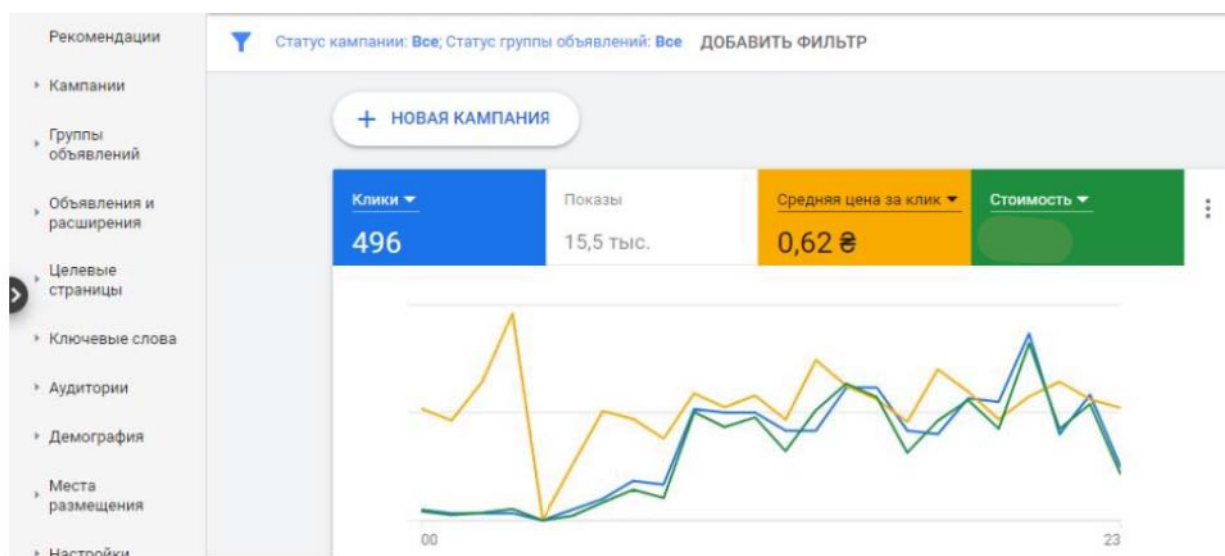 Рекомендации
Статус кампании: Все; Статус группы объявлений: Все ДОБАВИТЬ ФИЛЬТР
Кампании
Группы
объявлений
Объявления и
расширения
Целевые
страницы
Ключевые слова
Аудитории
Демография
Места
размещения
Настройки
+ НОВАЯ КАМПАНИЯ
Клики
496
Показы
15,5 тыс.
Средняя цена за клик
0,62 ₴
Стоимость
00
23